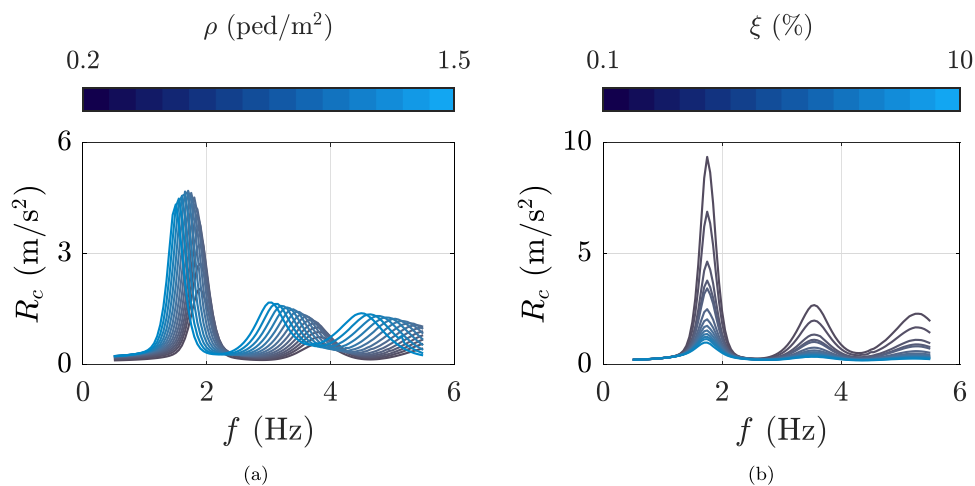 ρ (ped/m²)
0.2 1.5
6
3
0
R_c (m/s²)
0 2 4 6
f (Hz)
(a)
ξ (%)
0.1 10
10
5
0
R_c (m/s²)
0 2 4 6
f (Hz)
(b)